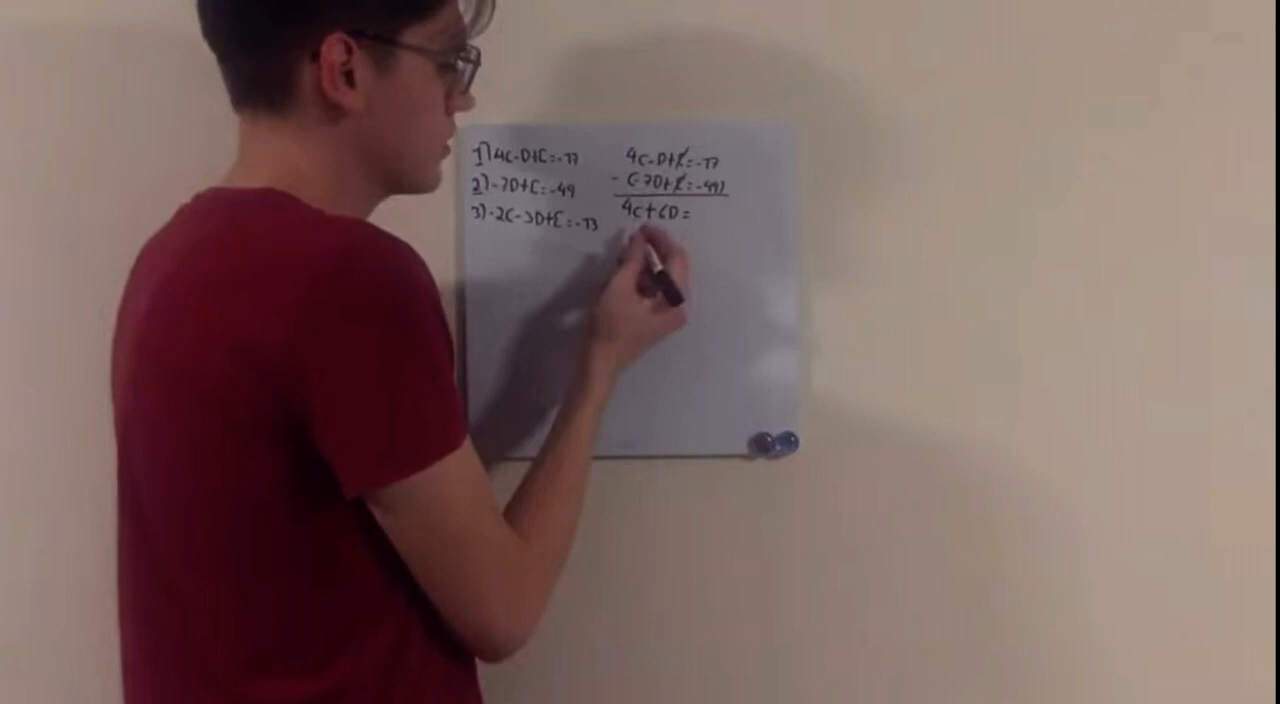 1) 4C-D+E=-17
2) -7D+E=-49
3) -2C-3D+E=-13
4C-D+E=-17
- (-7D+E=-49)
4C+6D=